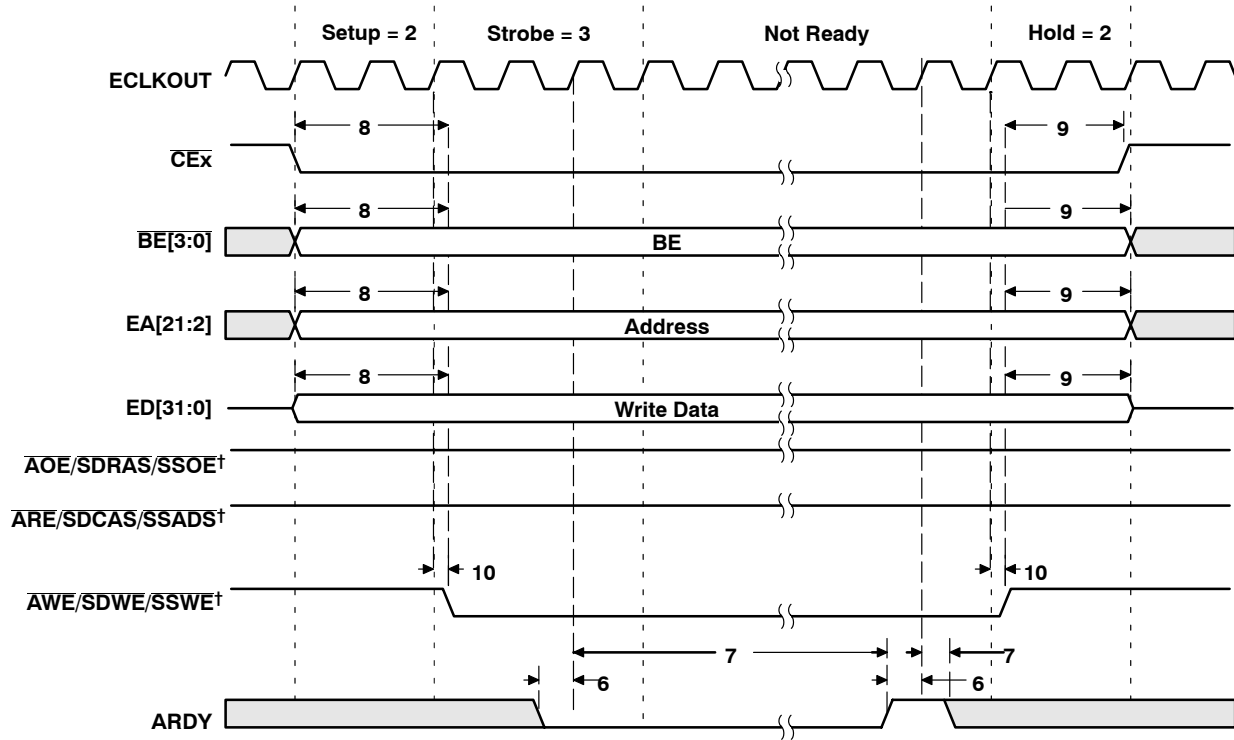 Setup = 2 Strobe = 3 Not Ready Hold = 2
ECLKOUT
8 9
CEx
8 9
BE[3:0] BE
8 9
EA[21:2] Address
8 9
ED[31:0] Write Data
AOE/SDRAS/SSOE†
ARE/SDCAS/SSADS†
10 10
AWE/SDWE/SSWE†
7 7
6 6
ARDY